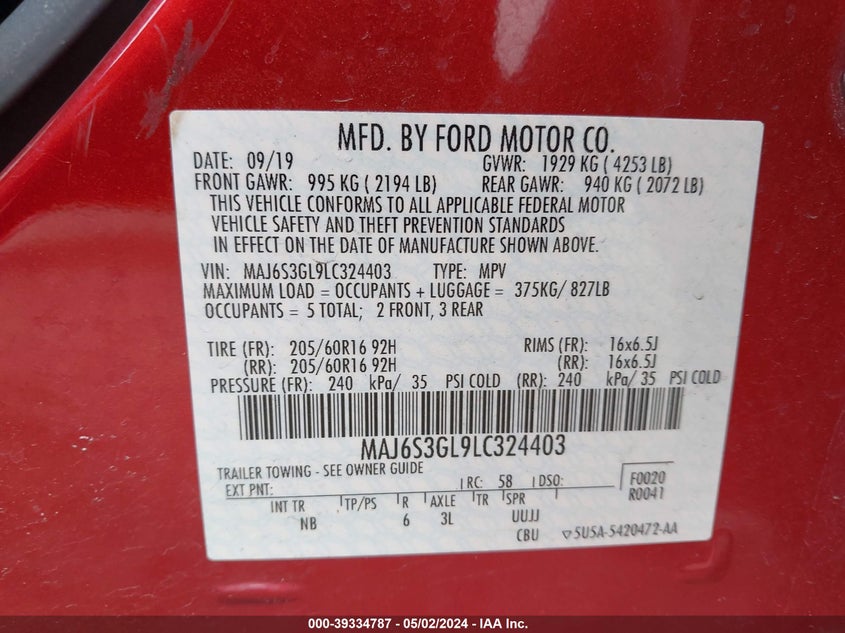 MFD. BY FORD MOTOR CO.
DATE: 09/19 GVWR: 1929 KG ( 4253 LB)
FRONT GAWR: 995 KG ( 2194 LB) REAR GAWR: 940 KG ( 2072 LB)
THIS VEHICLE CONFORMS TO ALL APPLICABLE FEDERAL MOTOR
VEHICLE SAFETY AND THEFT PREVENTION STANDARDS
IN EFFECT ON THE DATE OF MANUFACTURE SHOWN ABOVE.
VIN: MAJ6S3GL9LC324403 TYPE: MPV
MAXIMUM LOAD = OCCUPANTS + LUGGAGE = 375KG/ 827LB
OCCUPANTS = 5 TOTAL; 2 FRONT, 3 REAR
TIRE (FR): 205/60R16 92H RIMS (FR): 16x6.5J
(RR): 205/60R16 92H (RR): 16x6.5J
PRESSURE (FR): 240 kPa/ 35 PSI COLD (RR): 240 kPa/ 35 PSI COLD
MAJ6S3GL9LC324403
TRAILER TOWING - SEE OWNER GUIDE
EXT PNT: RC: 58 DSO: F0020
R0041
INT TR TP/PS R AXLE TR SPR
NB 6 3L UUJJ
CBU 5U5A-5420472-AA
000-39334787 - 05/02/2024 - IAA Inc.